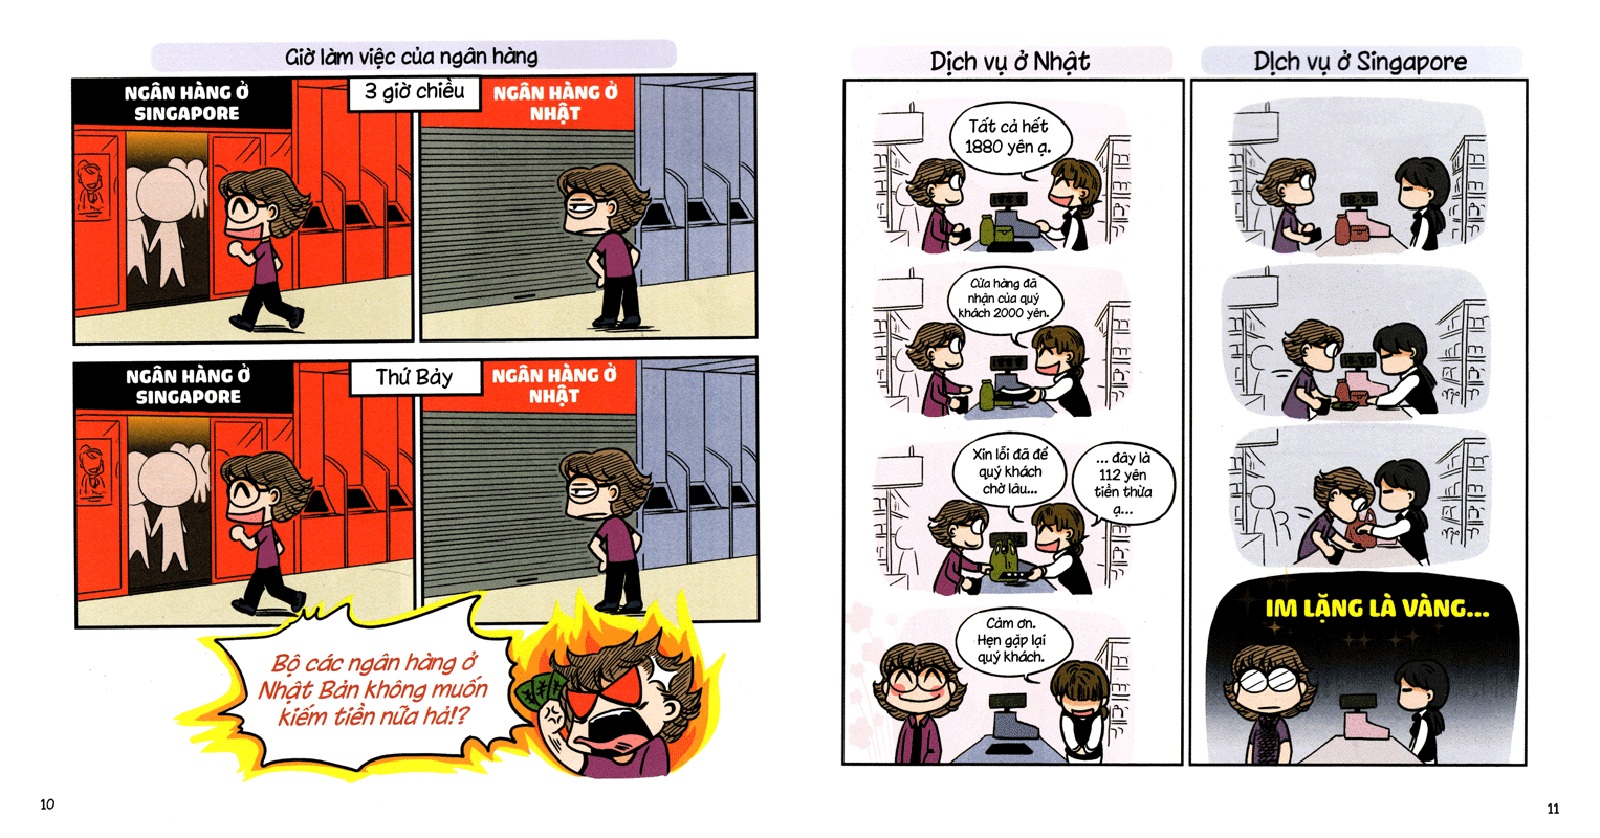 Giờ làm việc của ngân hàng
NGÂN HÀNG Ở
SINGAPORE
3 giờ chiều
NGÂN HÀNG Ở
NHẬT
NGÂN HÀNG Ở
SINGAPORE
Thứ Bảy
NGÂN HÀNG Ở
NHẬT
Bộ các ngân hàng ở
Nhật Bản không muốn
kiếm tiền nữa hả!?
10
Dịch vụ ở Nhật
Tất cả hết
1880 yên ạ.
Cửa hàng đã
nhận của quý
khách 2000 yên.
Xin lỗi đã để
quý khách
chờ lâu...
... đây là
112 yên
tiền thừa
ạ...
Cảm ơn.
Hẹn gặp lại
quý khách.
Dịch vụ ở Singapore
IM LẶNG LÀ VÀNG...
11